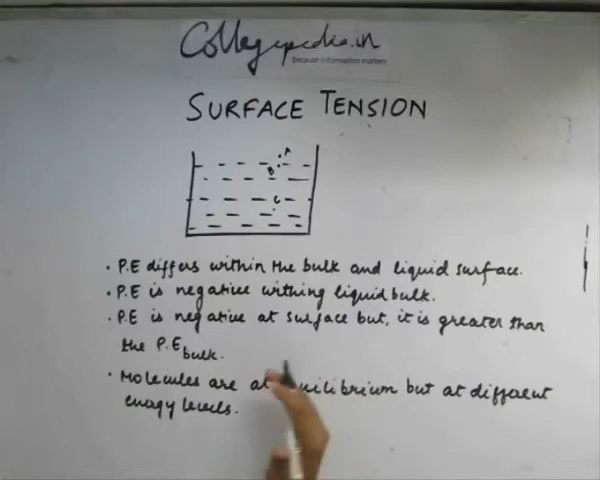 Collegepedia.in
because information matters
SURFACE TENSION
A
B
C
• P.E differs within the bulk and liquid surface.
• P.E is negative withing liquid bulk.
• P.E is negative at surface but, it is greater than
the P.E bulk.
• Molecules are at equilibrium but at different
energy levels.